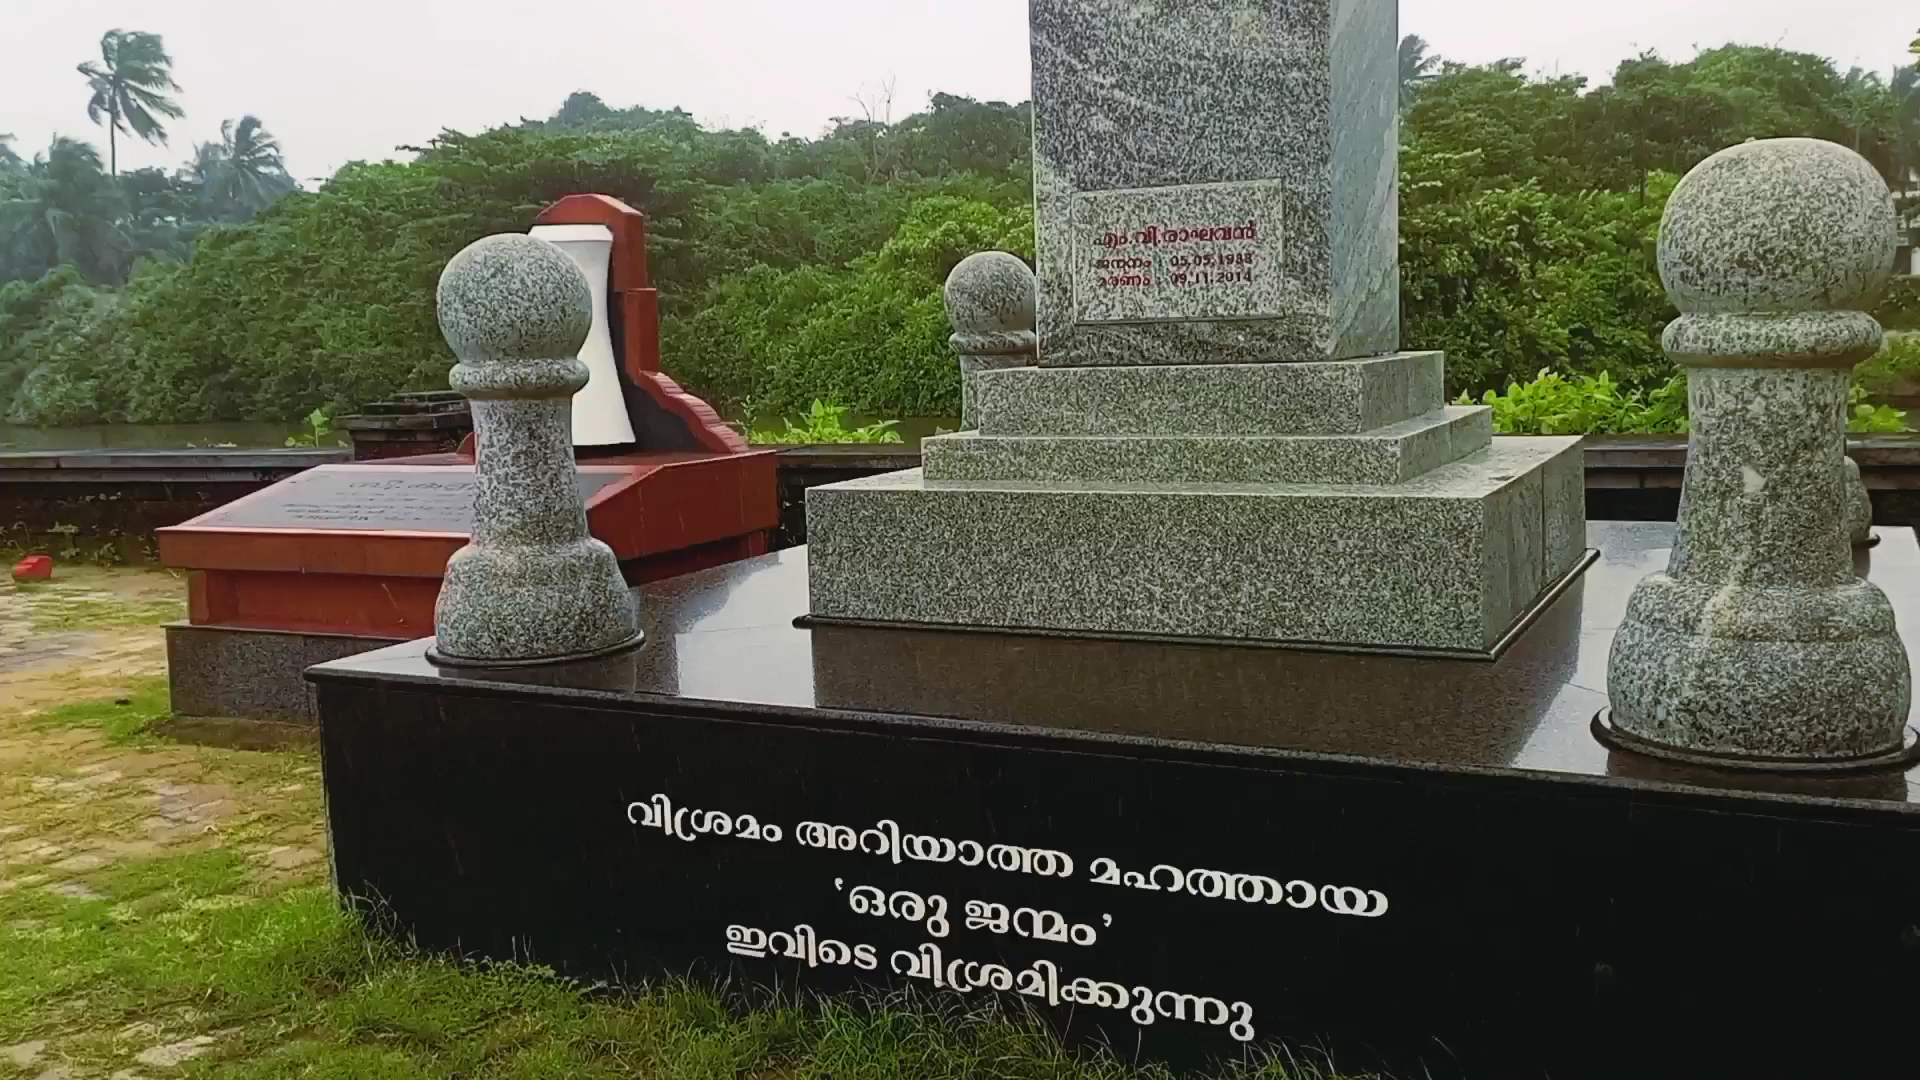 എം.വി.രാഘവൻ
ജനനം 05.05.1933
മരണം 09.11.2014
വിശ്രമം അറിയാത്ത മഹത്തായ
‘ഒരു ജന്മം’
ഇവിടെ വിശ്രമിക്കുന്നു